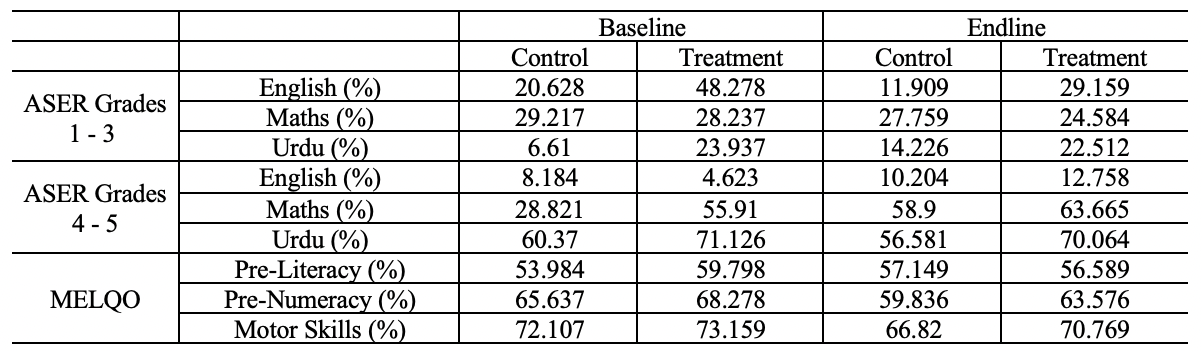 Baseline Endline
Control Treatment Control Treatment
ASER Grades 1 - 3 English (%) 20.628 48.278 11.909 29.159
Maths (%) 29.217 28.237 27.759 24.584
Urdu (%) 6.61 23.937 14.226 22.512
ASER Grades 4 - 5 English (%) 8.184 4.623 10.204 12.758
Maths (%) 28.821 55.91 58.9 63.665
Urdu (%) 60.37 71.126 56.581 70.064
MELQO Pre-Literacy (%) 53.984 59.798 57.149 56.589
Pre-Numeracy (%) 65.637 68.278 59.836 63.576
Motor Skills (%) 72.107 73.159 66.82 70.769